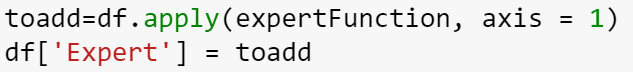 toadd=df.apply(expertFunction, axis = 1)
df['Expert'] = toadd